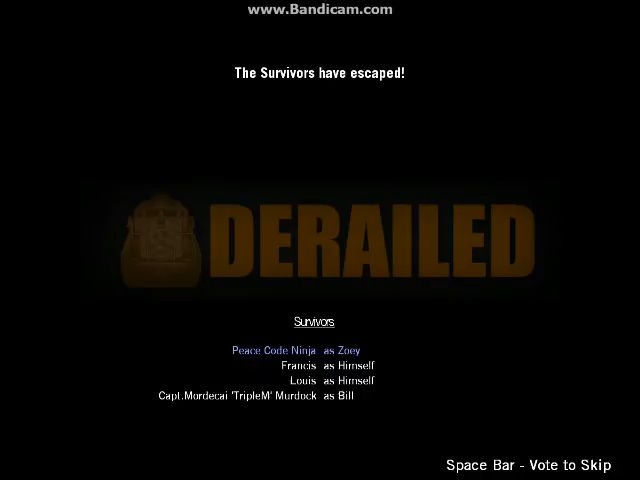 www.Bandicam.com
The Survivors have escaped!
DERAILED
Survivors
Peace Code Ninja as Zoey
Francis as Himself
Louis as Himself
Capt.Mordecai 'TripleM' Murdock as Bill
Space Bar - Vote to Skip